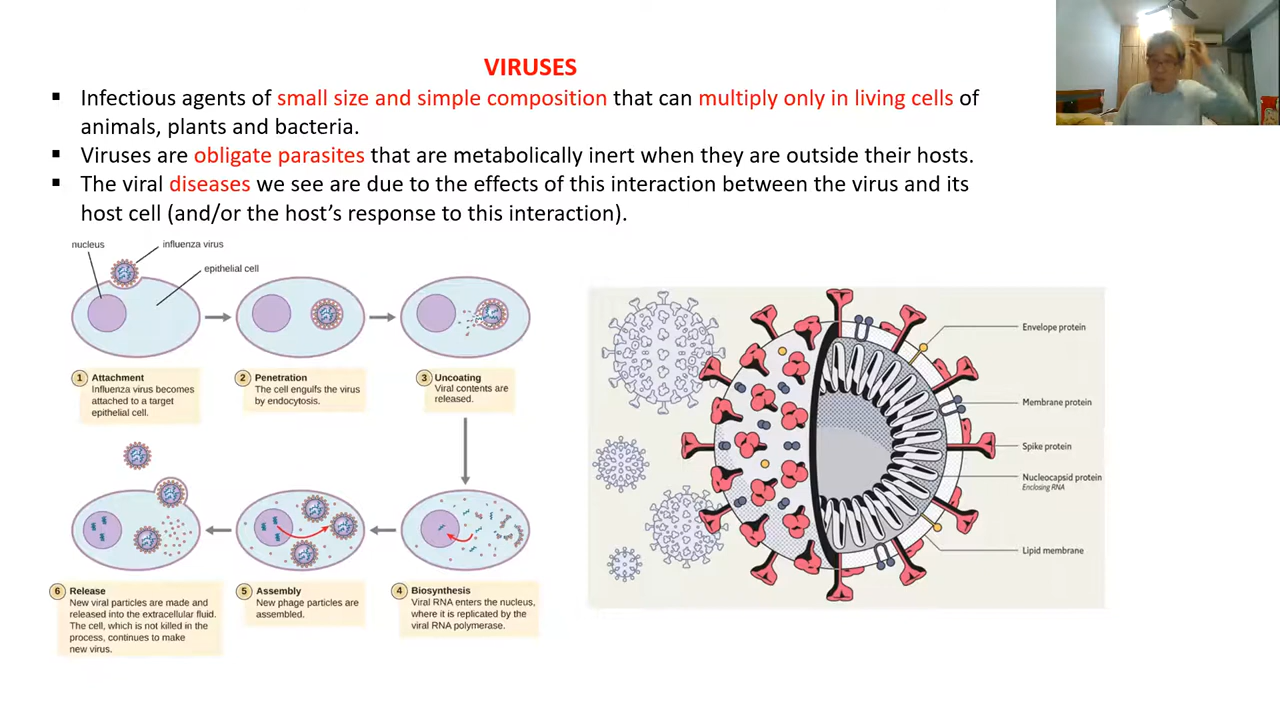 VIRUSES
▪ Infectious agents of small size and simple composition that can multiply only in living cells of
animals, plants and bacteria.
▪ Viruses are obligate parasites that are metabolically inert when they are outside their hosts.
▪ The viral diseases we see are due to the effects of this interaction between the virus and its
host cell (and/or the host's response to this interaction).
nucleus
influenza virus
epithelial cell
1 Attachment
Influenza virus becomes
attached to a target
epithelial cell.
2 Penetration
The cell engulfs the virus
by endocytosis.
3 Uncoating
Viral contents are
released.
6 Release
New viral particles are made and
released into the extracellular fluid.
The cell, which is not killed in the
process, continues to make
new virus.
5 Assembly
New phage particles are
assembled.
4 Biosynthesis
Viral RNA enters the nucleus,
where it is replicated by the
viral RNA polymerase.
Envelope protein
Membrane protein
Spike protein
Nucleocapsid protein
Enclosing RNA
Lipid membrane